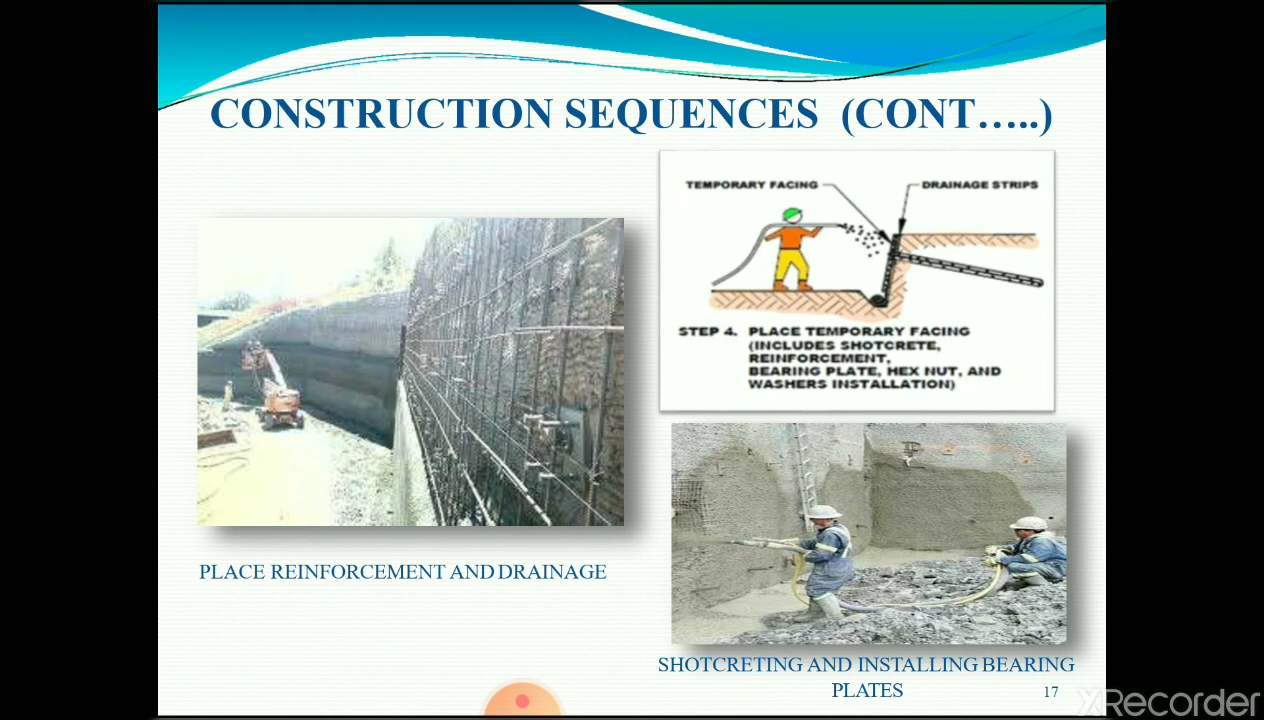 CONSTRUCTION SEQUENCES (CONT…..)
TEMPORARY FACING
DRAINAGE STRIPS
STEP 4. PLACE TEMPORARY FACING
(INCLUDES SHOTCRETE,
REINFORCEMENT,
BEARING PLATE, HEX NUT, AND
WASHERS INSTALLATION)
PLACE REINFORCEMENT AND DRAINAGE
SHOTCRETING AND INSTALLING BEARING
PLATES
17
XRecorder